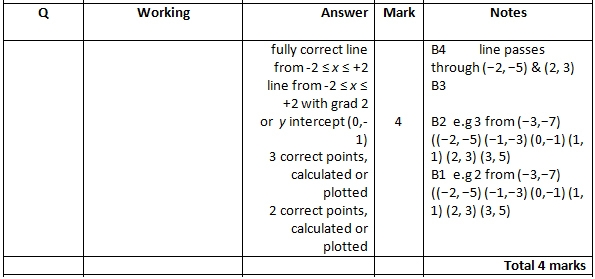 Q Working Answer Mark Notes
fully correct line
from -2 ≤ x ≤ +2
line from -2 ≤ x ≤
+2 with grad 2
or y intercept (0,-
1)
3 correct points,
calculated or
plotted
2 correct points,
calculated or
plotted
4
B4 line passes
through (−2, −5) & (2, 3)
B3
B2 e.g 3 from (−3, −7)
((−2, −5) (−1, −3) (0, −1) (1,
1) (2, 3) (3, 5)
B1 e.g 2 from (−3, −7)
((−2, −5) (−1, −3) (0, −1) (1,
1) (2, 3) (3, 5)
Total 4 marks